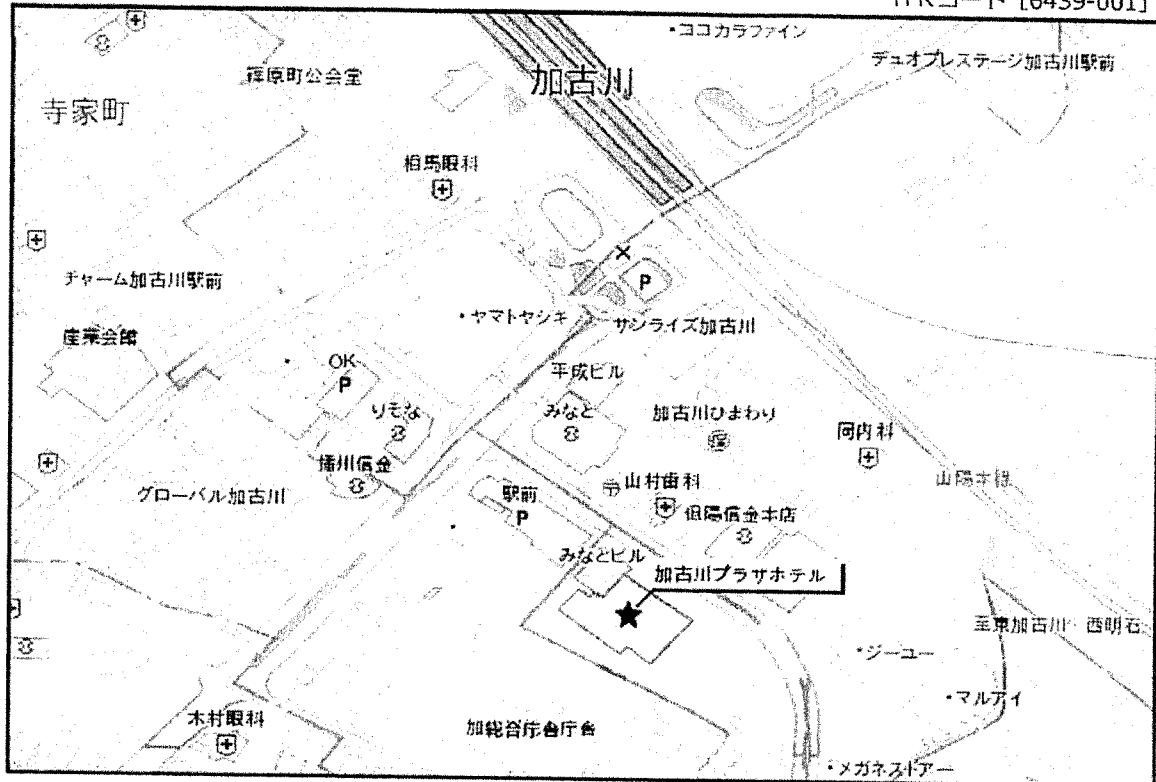 [6439-001]
・ココカラファイン
加古川
デュオプレステージ加古川駅前
篠原町公会堂
寺家町
相馬眼科
チャーム加古川駅前
P
・ヤマトヤシキ
サンライズ加古川
産業会館
OK
P
平成ビル
りそな
みなと
加古川ひまわり
岡内科
播州信金
グローバル加古川
駅前
P
山村歯科
山陽本線
但陽信金本店
みなとビル
加古川プラザホテル
至東加古川・西明石
・ジーユー
・マルアイ
木村眼科
加総合庁舎庁舎
・メガネストアー